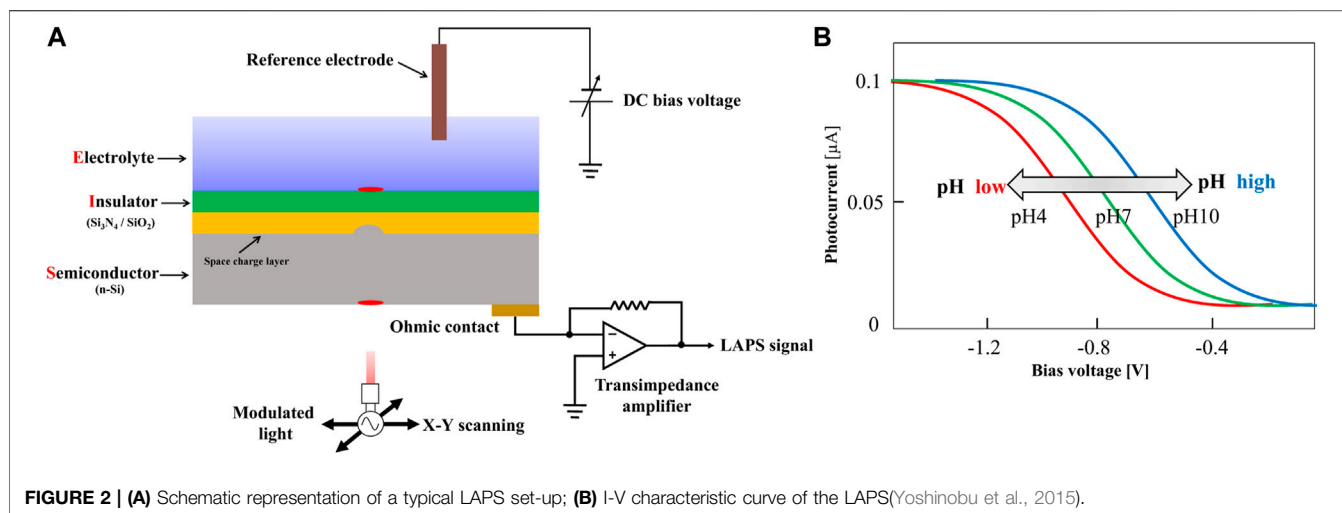 A
Reference electrode
DC bias voltage
Electrolyte
Insulator
(Si₃N₄ / SiO₂)
Space charge layer
Semiconductor
(n-Si)
Ohmic contact
LAPS signal
Transimpedance
amplifier
Modulated
light
X-Y scanning
B
Photocurrent [µA]
0.1
0.05
0
pH low
pH high
pH4
pH7
pH10
-1.2
-0.8
-0.4
Bias voltage [V]
FIGURE 2 | (A) Schematic representation of a typical LAPS set-up; (B) I-V characteristic curve of the LAPS(Yoshinobu et al., 2015).